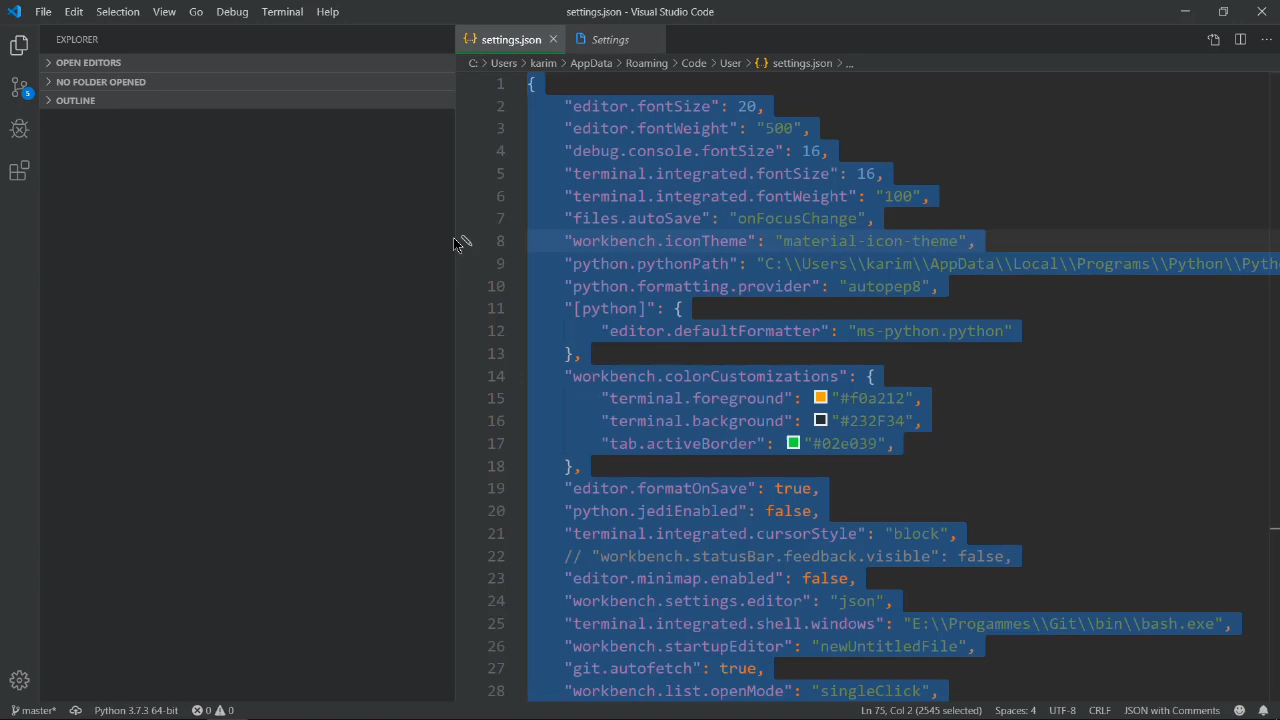 File Edit Selection View Go Debug Terminal Help
settings.json - Visual Studio Code
EXPLORER
settings.json
Settings
OPEN EDITORS
NO FOLDER OPENED
OUTLINE
C: > Users > karim > AppData > Roaming > Code > User > settings.json > ...
1 {
2 "editor.fontSize": 20,
3 "editor.fontWeight": "500",
4 "debug.console.fontSize": 16,
5 "terminal.integrated.fontSize": 16,
6 "terminal.integrated.fontWeight": "100",
7 "files.autoSave": "onFocusChange",
8 "workbench.iconTheme": "material-icon-theme",
9 "python.pythonPath": "C:\\Users\\karim\\AppData\\Local\\Programs\\Python\\Pyth
10 "python.formatting.provider": "autopep8",
11 "[python]": {
12 "editor.defaultFormatter": "ms-python.python"
13 },
14 "workbench.colorCustomizations": {
15 "terminal.foreground": "#f0a212",
16 "terminal.background": "#232F34",
17 "tab.activeBorder": "#02e039",
18 },
19 "editor.formatOnSave": true,
20 "python.jediEnabled": false,
21 "terminal.integrated.cursorStyle": "block",
22 // "workbench.statusBar.feedback.visible": false,
23 "editor.minimap.enabled": false,
24 "workbench.settings.editor": "json",
25 "terminal.integrated.shell.windows": "E:\\Progammes\\Git\\bin\\bash.exe",
26 "workbench.startupEditor": "newUntitledFile",
27 "git.autofetch": true,
28 "workbench.list.openMode": "singleClick",
5
master* Python 3.7.3 64-bit 0 0 Ln 75, Col 2 (2545 selected) Spaces: 4 UTF-8 CRLF JSON with Comments